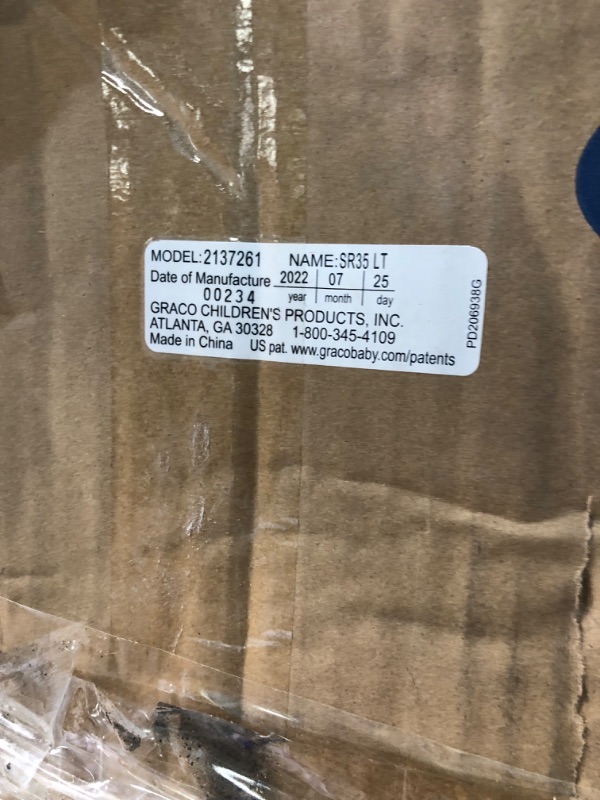 MODEL:2137261 NAME:SR35 LT
Date of Manufacture 2022 07 25
00234 year month day
GRACO CHILDREN'S PRODUCTS, INC.
ATLANTA, GA 30328 1-800-345-4109
Made in China US pat. www.gracobaby.com/patents
PD206938G